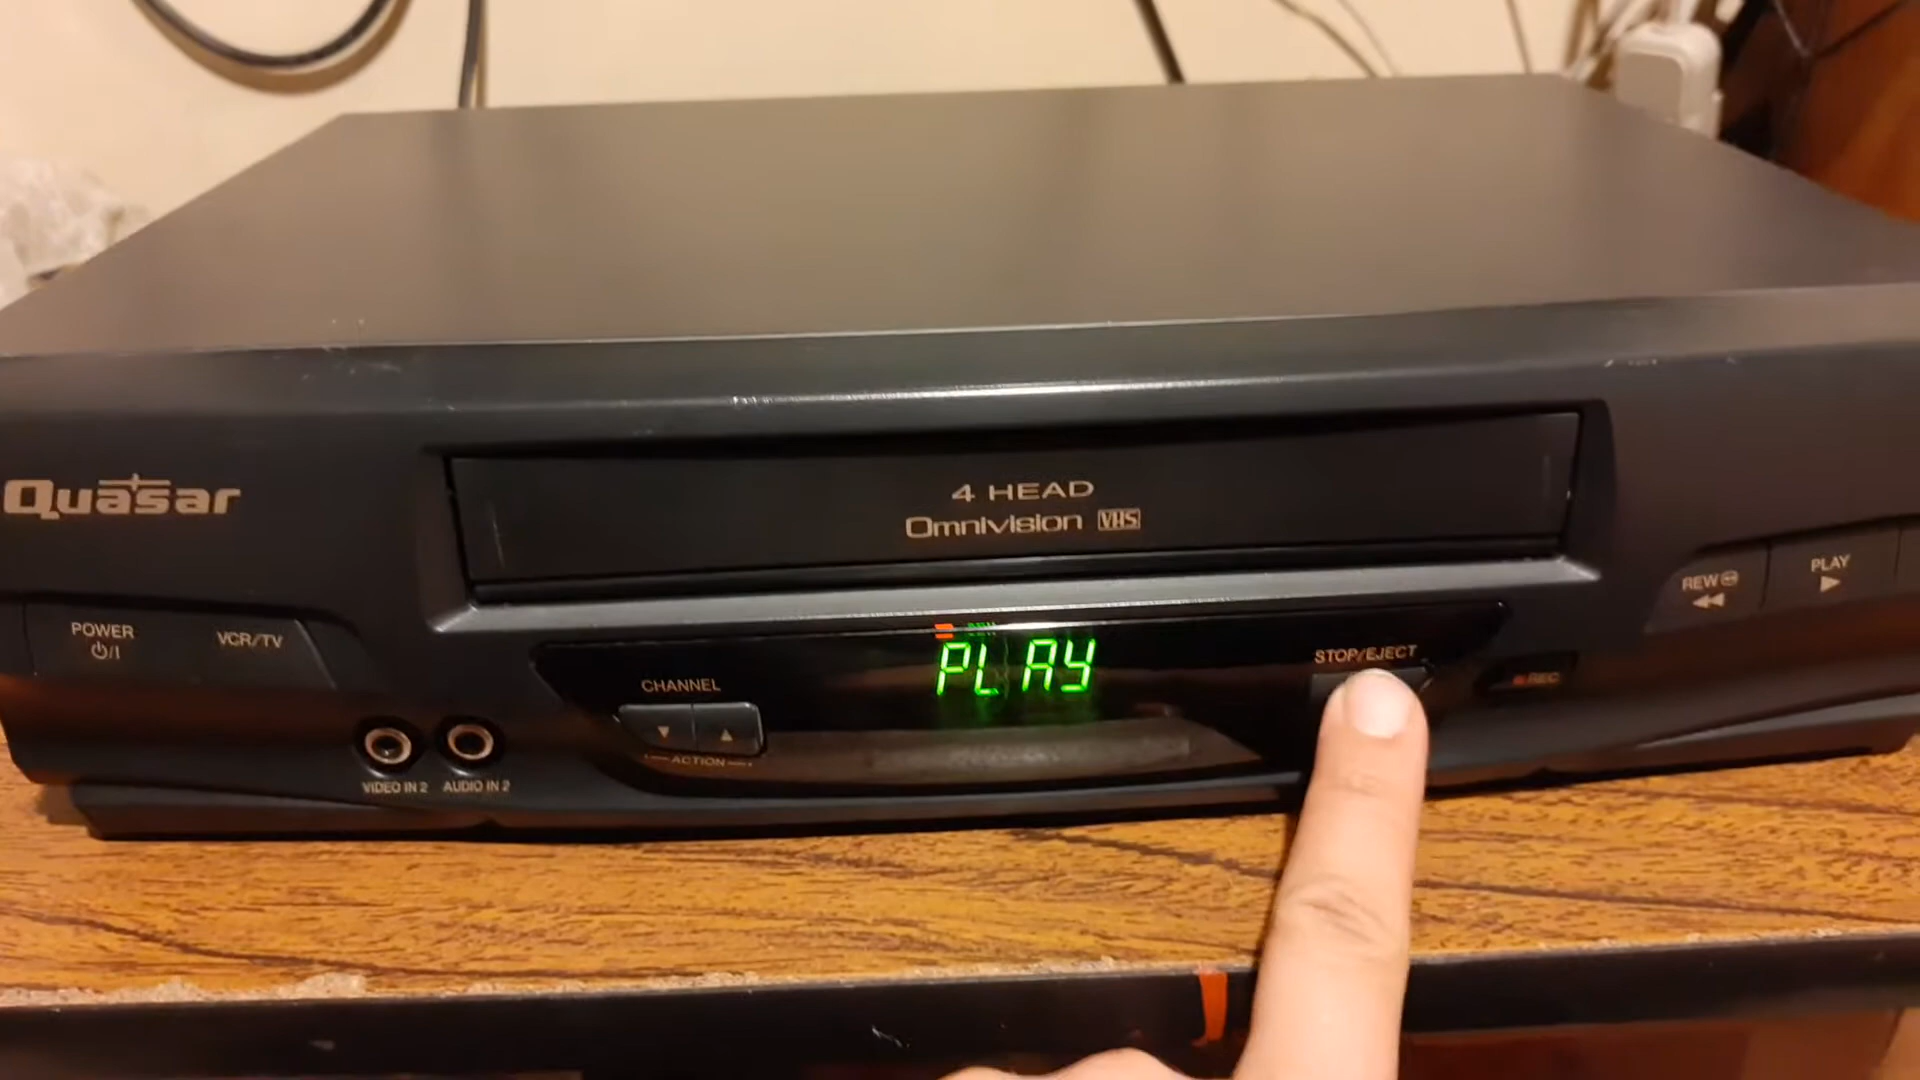 Quasar
4 HEAD
Omnivision VHS
REW
PLAY
POWER
VCR/TV
CHANNEL
ACTION
PLAY
STOP/EJECT
REC
VIDEO IN 2
AUDIO IN 2